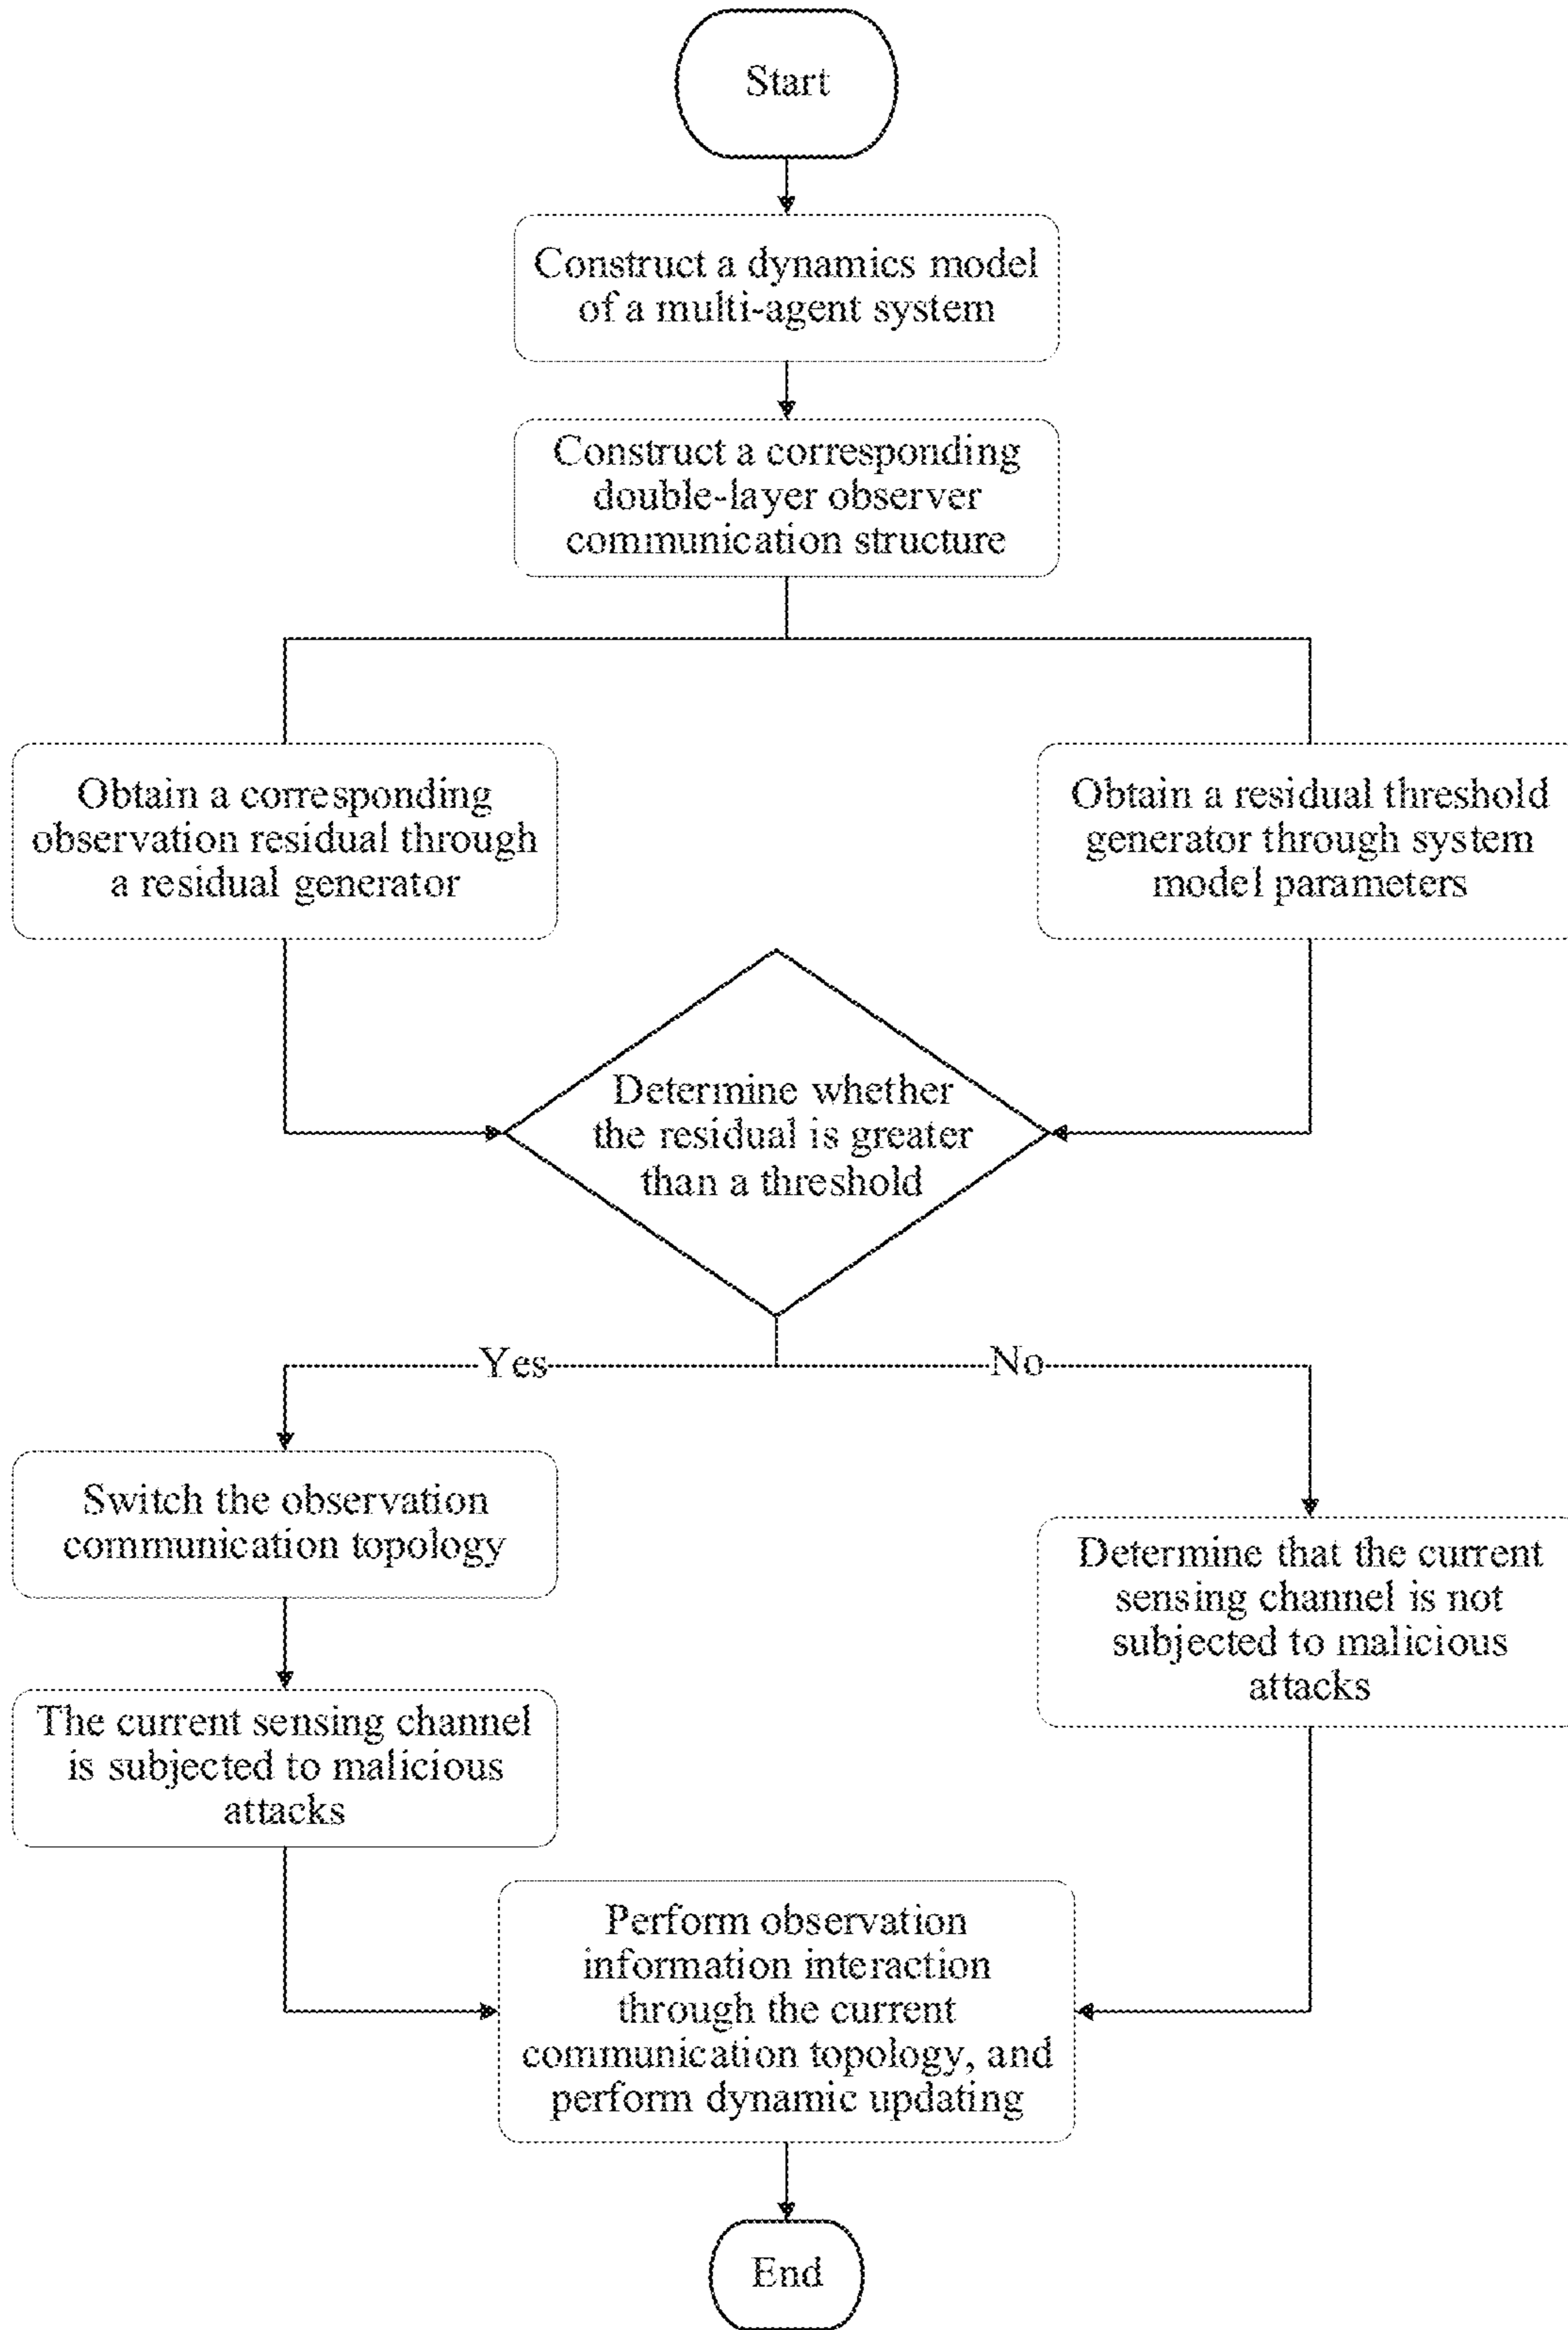 Start
Construct a dynamics model
of a multi-agent system
Construct a corresponding
double-layer observer
communication structure
Obtain a corresponding
observation residual through
a residual generator
Obtain a residual threshold
generator through system
model parameters
Determine whether
the residual is greater
than a threshold
Yes
No
Switch the observation
communication topology
Determine that the current
sensing channel is not
subjected to malicious
attacks
The current sensing channel
is subjected to malicious
attacks
Perform observation
information interaction
through the current
communication topology, and
perform dynamic updating
End